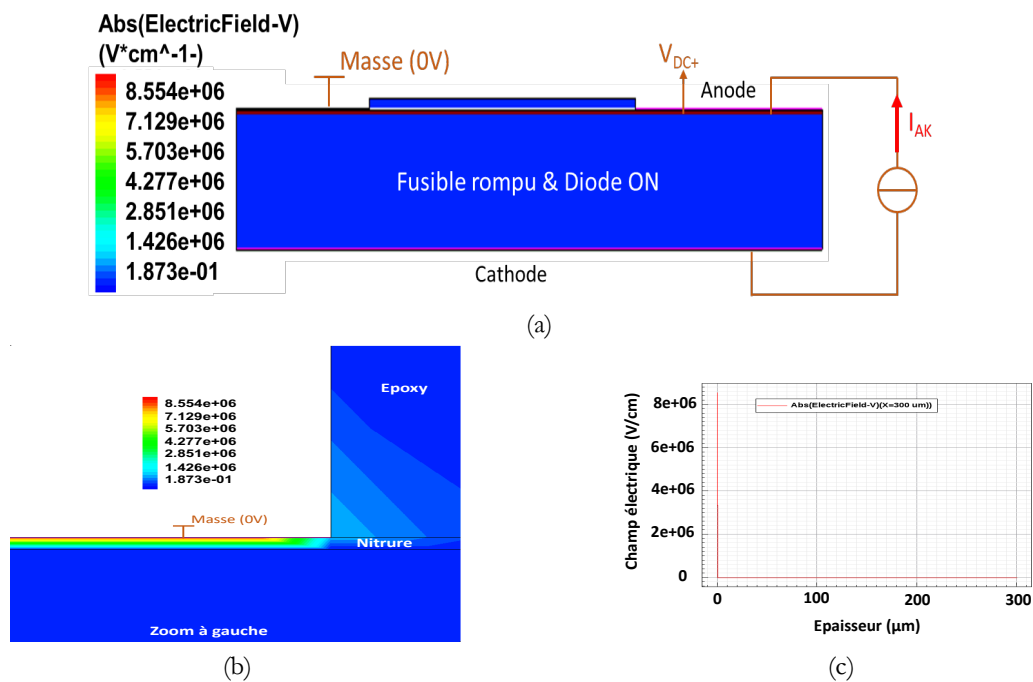 Abs(ElectricField-V)
(V*cm^-1-)
8.554e+06
7.129e+06
5.703e+06
4.277e+06
2.851e+06
1.426e+06
1.873e-01
Masse (0V)
VDC+
Anode
IAK
Fusible rompu & Diode ON
Cathode
(a)
8.554e+06
7.129e+06
5.703e+06
4.277e+06
2.851e+06
1.426e+06
1.873e-01
Epoxy
Masse (0V)
Nitrure
Zoom à gauche
(b)
Abs(ElectricField-V)(X=300 um))
Champ électrique (V/cm)
8e+06
6e+06
4e+06
2e+06
0
0
100
200
300
Epaisseur (µm)
(c)